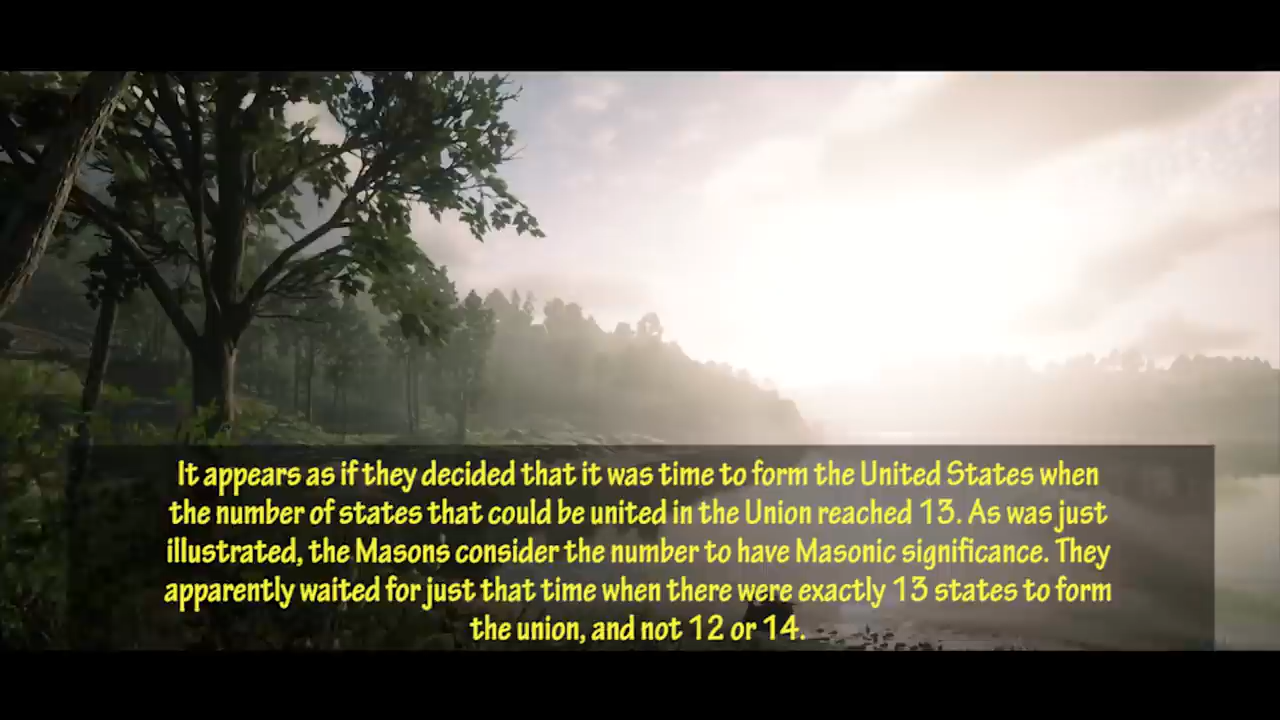 It appears as if they decided that it was time to form the United States when
the number of states that could be united in the Union reached 13. As was just
illustrated, the Masons consider the number to have Masonic significance. They
apparently waited for just that time when there were exactly 13 states to form
the union, and not 12 or 14.